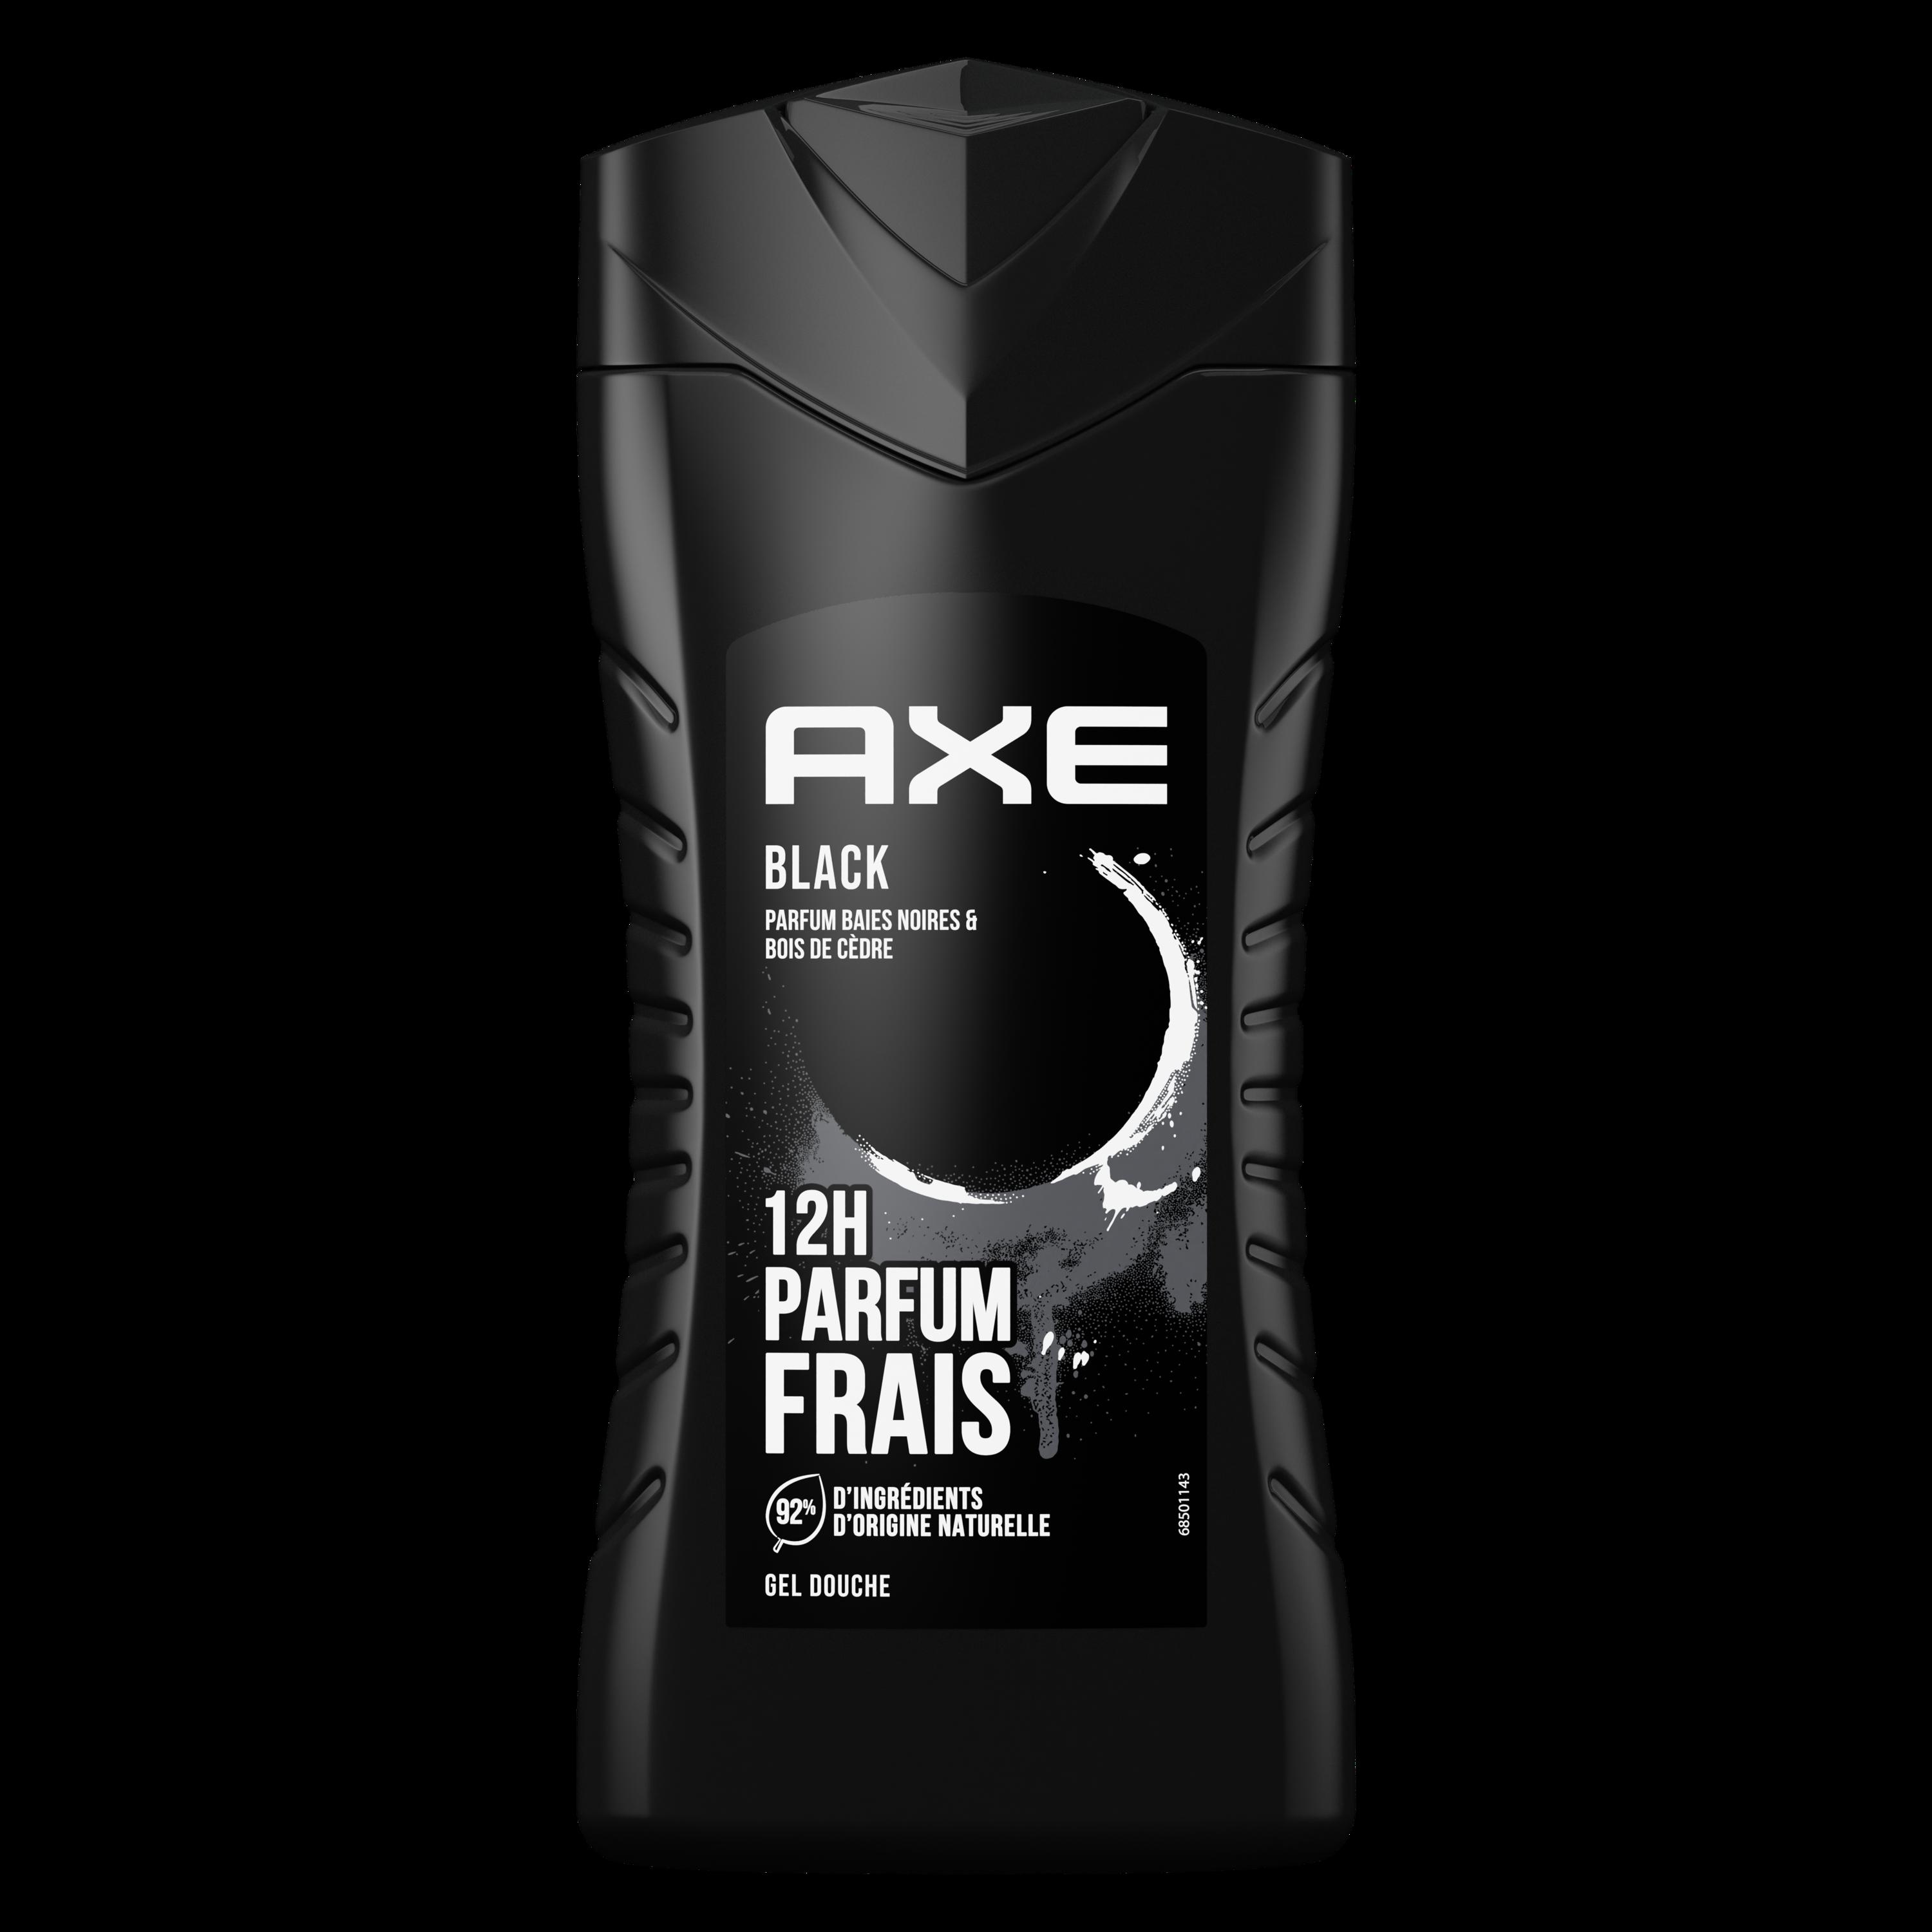 AXE
BLACK
PARFUM BAIES NOIRES &
BOIS DE CÈDRE
12H
PARFUM
FRAIS
92% D'INGRÉDIENTS
D'ORIGINE NATURELLE
68501143
GEL DOUCHE